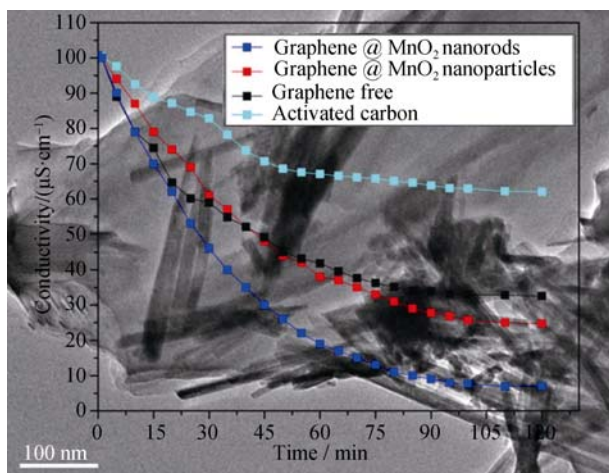 110
100
90
80
70
60
50
40
30
20
10
0
Conductivity/(μS·cm⁻¹)
Graphene @ MnO₂ nanorods
Graphene @ MnO₂ nanoparticles
Graphene free
Activated carbon
0 15 30 45 60 75 90 105 120
Time / min
100 nm